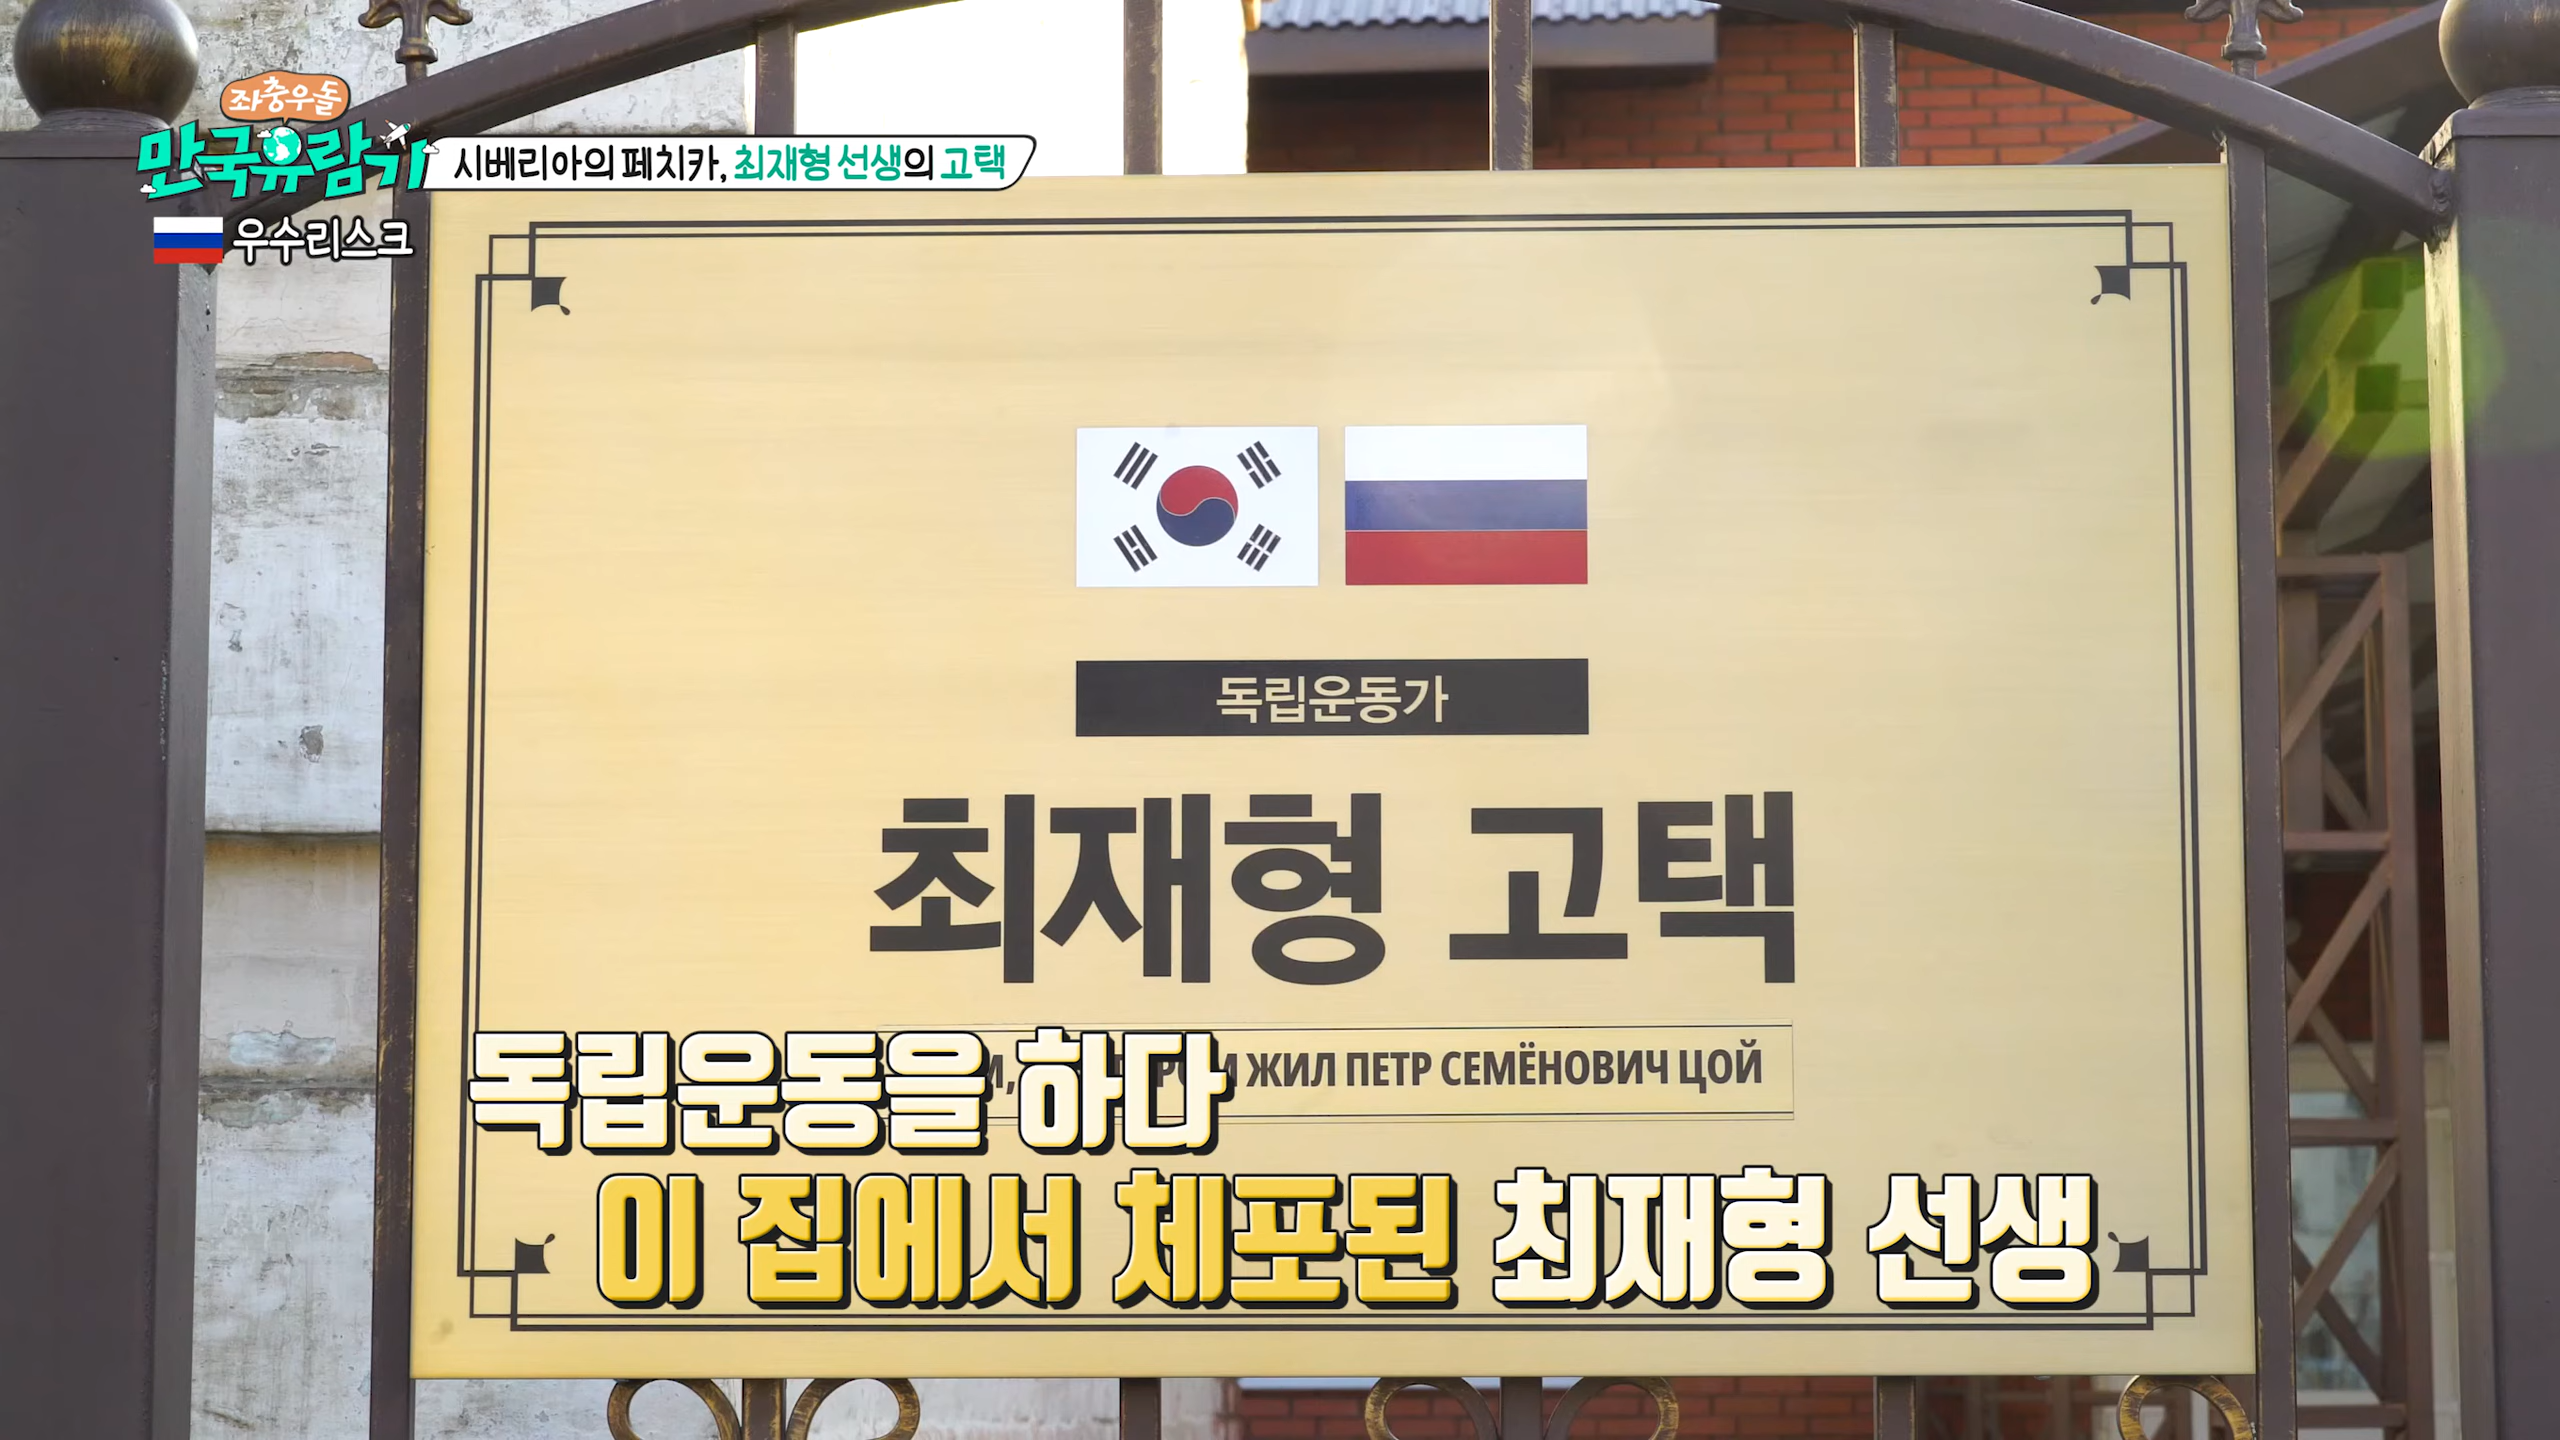 좌충우돌
만국유람기
시베리아의 페치카, 최재형 선생의 고택
우수리스크
독립운동가
최재형 고택
ЖИЛ ПЕТР СЕМЁНОВИЧ ЦОЙ
독립운동을 하다
이 집에서 체포된 최재형 선생